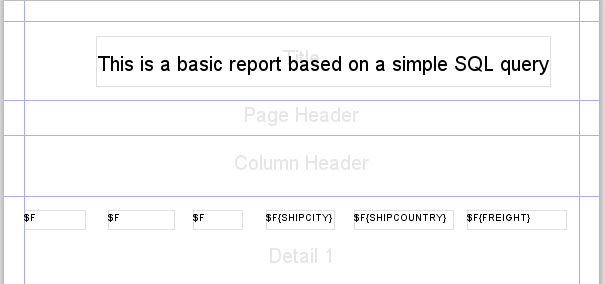 Title
This is a basic report based on a simple SQL query
Page Header
Column Header
$F $F $F $F{SHIPCITY} $F{SHIPCOUNTRY} $F{FREIGHT}
Detail 1